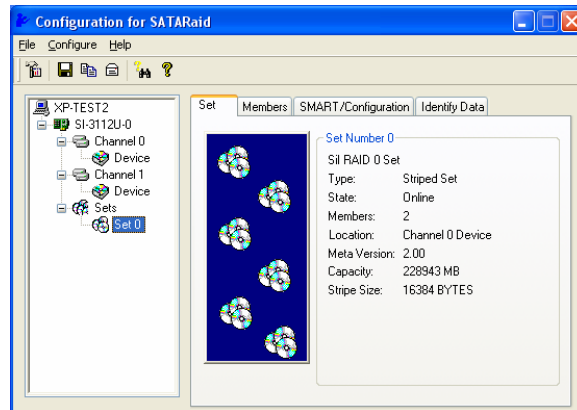 Configuration for SATARaid
File Configure Help
XP-TEST2
SI-3112U-0
Channel 0
Device
Channel 1
Device
Sets
Set 0
Set Members SMART/Configuration Identify Data
Set Number 0
Sil RAID 0 Set
Type: Striped Set
State: Online
Members: 2
Location: Channel 0 Device
Meta Version: 2.00
Capacity: 228943 MB
Stripe Size: 16384 BYTES